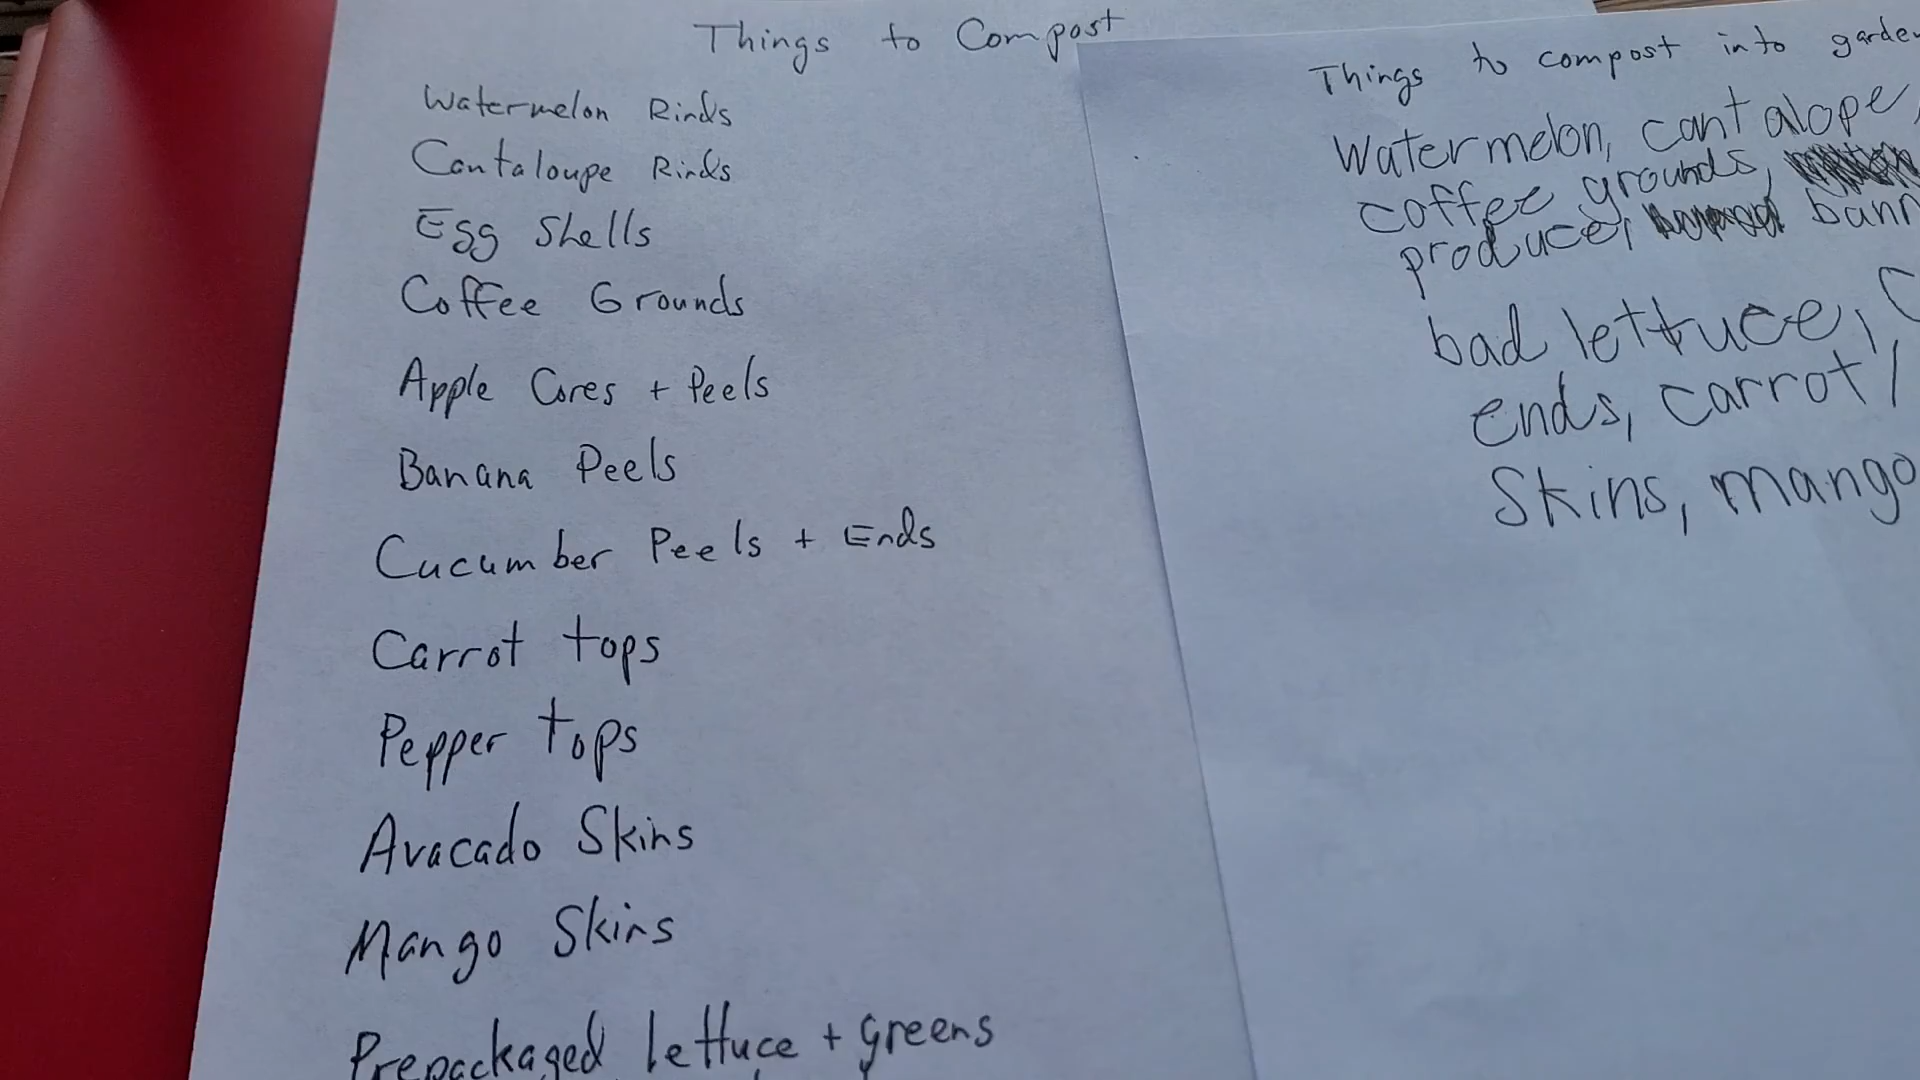 Things to Compost
Watermelon Rinds
Cantaloupe Rinds
Egg Shells
Coffee Grounds
Apple Cores + Peels
Banana Peels
Cucumber Peels + Ends
Carrot tops
Pepper tops
Avacado Skins
Mango Skins
Prepackaged lettuce + greens
Things to compost into
Watermelon, cantalope,
coffee grounds,
produce,
bad lettuce,
ends, carrot
Skins, mango